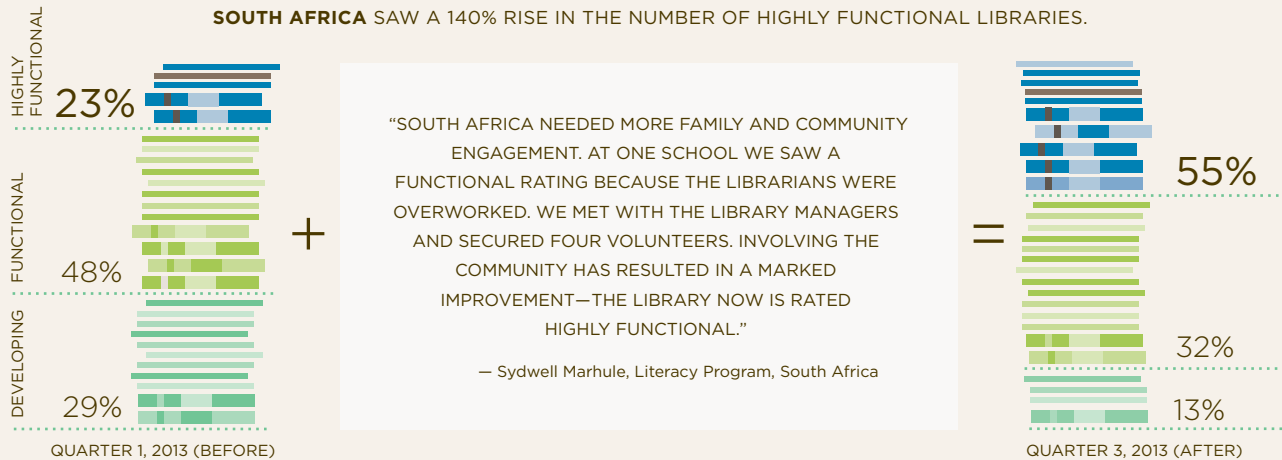 SOUTH AFRICA SAW A 140% RISE IN THE NUMBER OF HIGHLY FUNCTIONAL LIBRARIES.
HIGHLY
FUNCTIONAL
23%
FUNCTIONAL
48%
DEVELOPING
29%
QUARTER 1, 2013 (BEFORE)
+
“SOUTH AFRICA NEEDED MORE FAMILY AND COMMUNITY
ENGAGEMENT. AT ONE SCHOOL WE SAW A
FUNCTIONAL RATING BECAUSE THE LIBRARIANS WERE
OVERWORKED. WE MET WITH THE LIBRARY MANAGERS
AND SECURED FOUR VOLUNTEERS. INVOLVING THE
COMMUNITY HAS RESULTED IN A MARKED
IMPROVEMENT—THE LIBRARY NOW IS RATED
HIGHLY FUNCTIONAL.”
— Sydwell Marhule, Literacy Program, South Africa
=
55%
32%
13%
QUARTER 3, 2013 (AFTER)